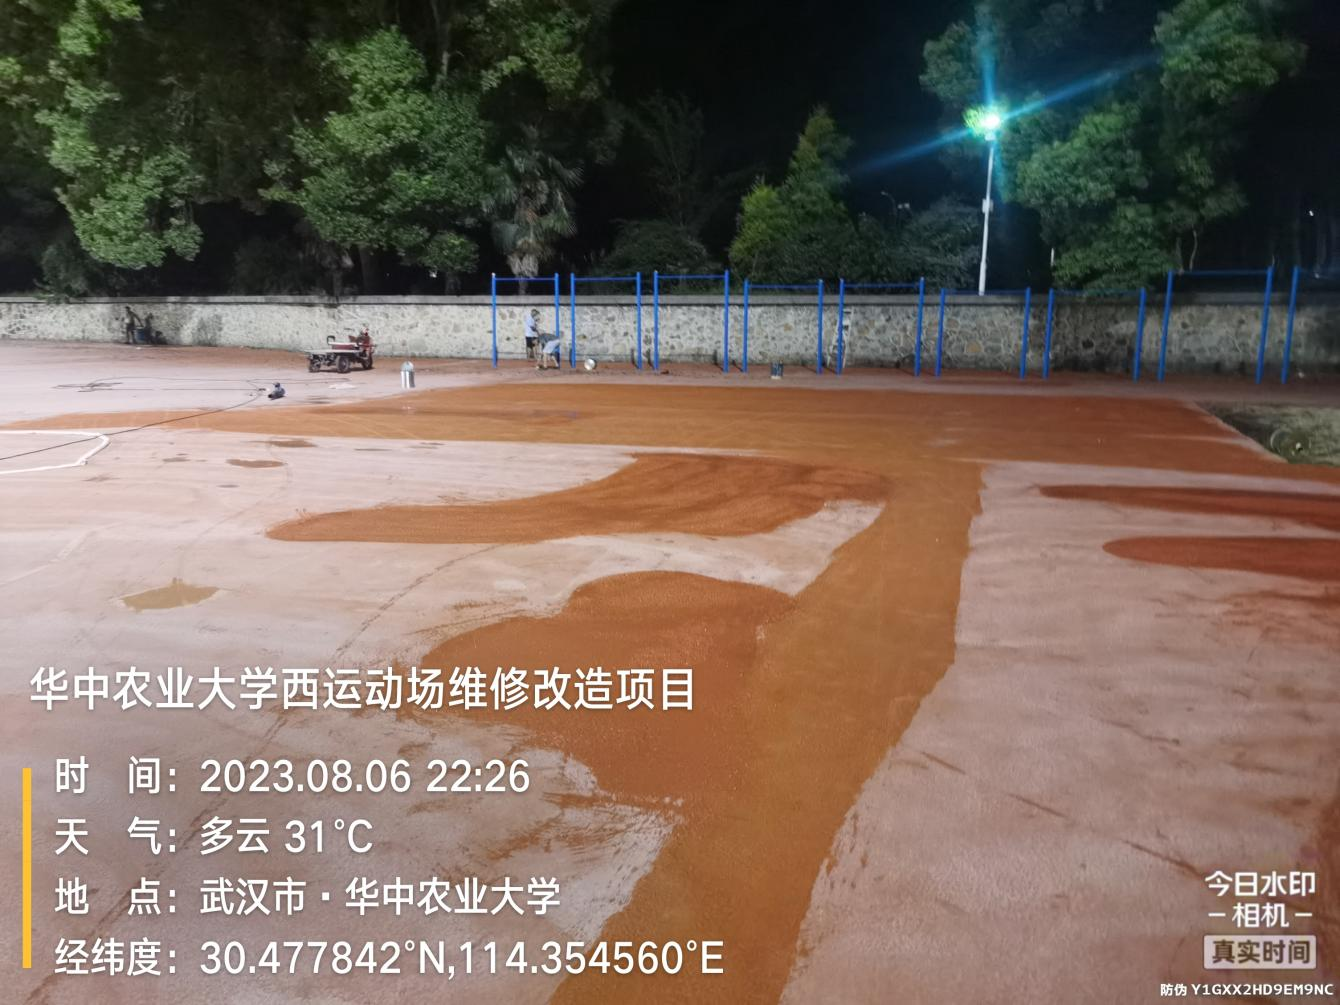 华中农业大学西运动场维修改造项目
时 间：2023.08.06 22:26
天 气：多云 31℃
地 点：武汉市·华中农业大学
经纬度：30.477842°N,114.354560°E
今日水印
-相机-
真实时间
防伪 Y1GXX2HD9EM9NC